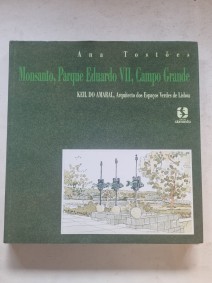 Ana Tostões
Monsanto, Parque Eduardo VII, Campo Grande
KEIL DO AMARAL, Arquitecto dos Espaços Verdes de Lisboa